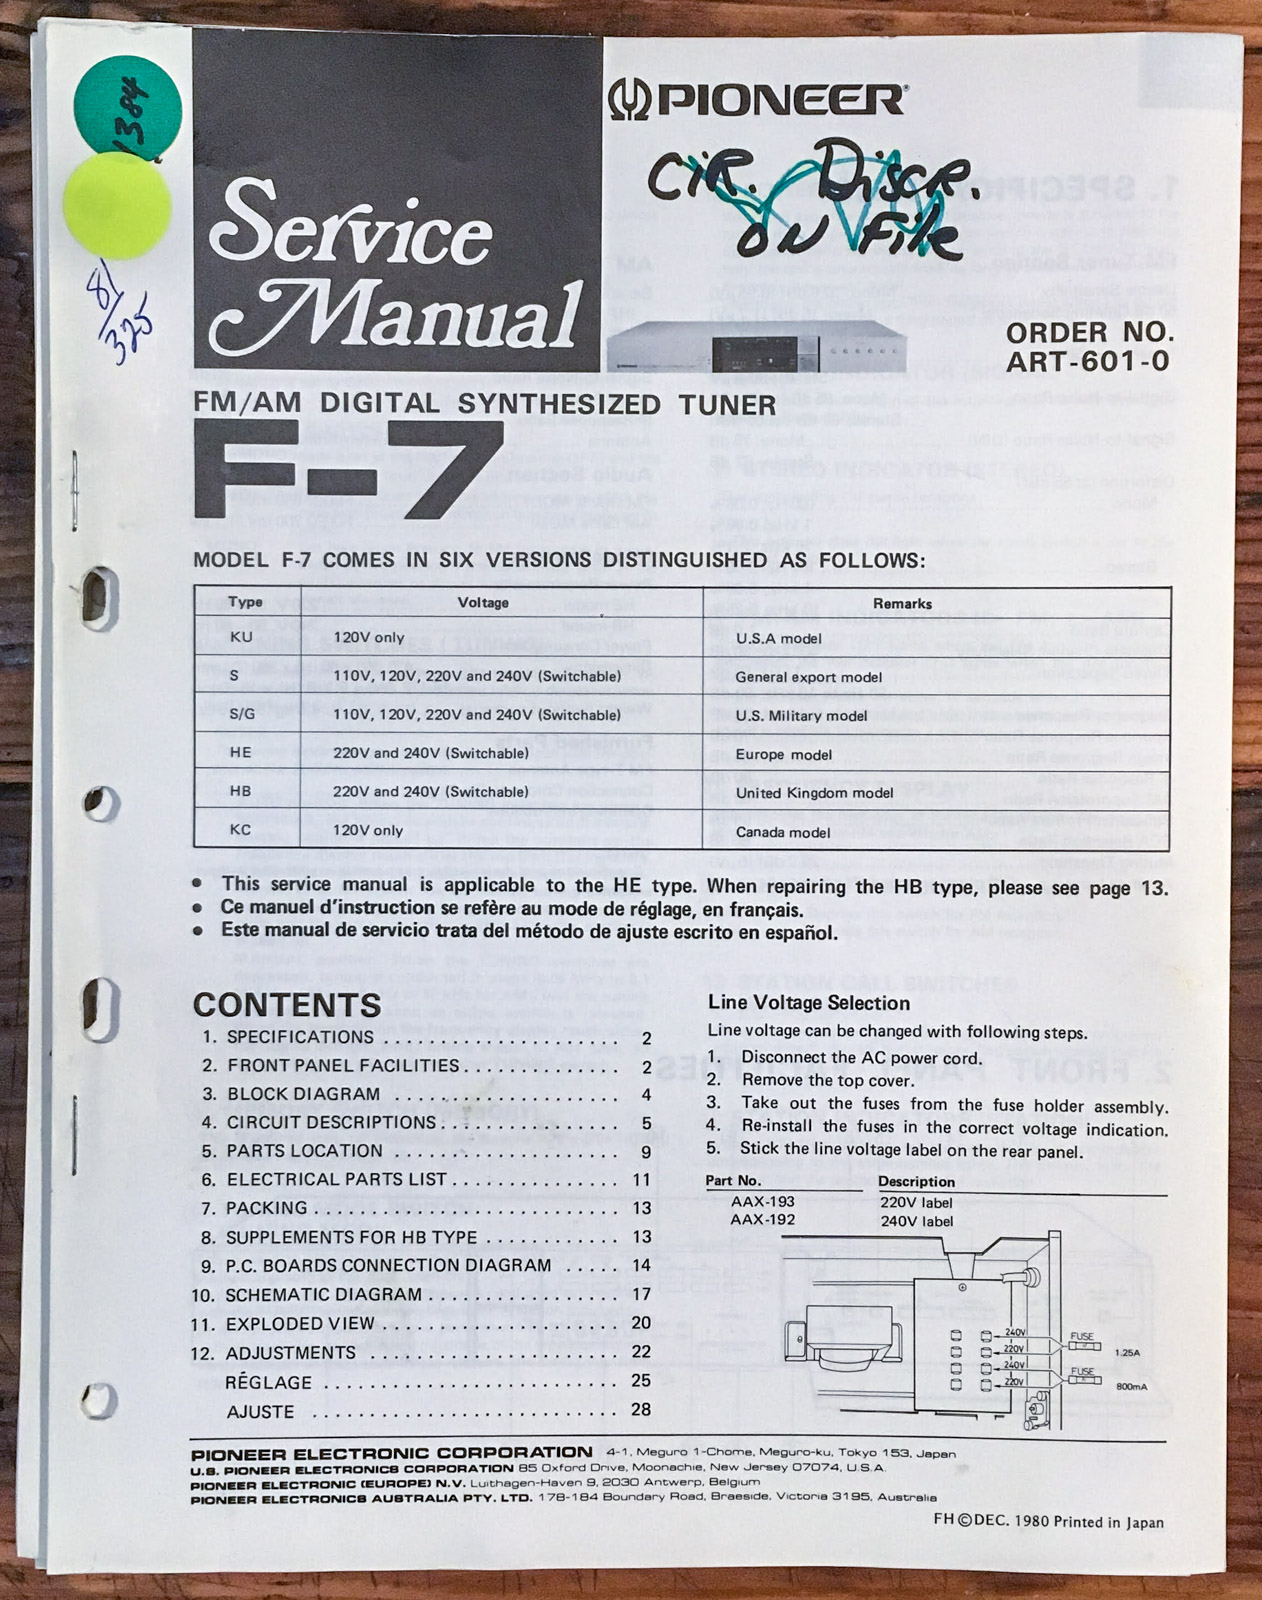 1384
81/325
Service
Manual
PIONEER
CiR. DiscR.
ON File
ORDER NO.
ART-601-0
FM/AM DIGITAL SYNTHESIZED TUNER
F-7
MODEL F-7 COMES IN SIX VERSIONS DISTINGUISHED AS FOLLOWS:
Type Voltage Remarks
KU 120V only U.S.A model
S 110V, 120V, 220V and 240V (Switchable) General export model
S/G 110V, 120V, 220V and 240V (Switchable) U.S. Military model
HE 220V and 240V (Switchable) Europe model
HB 220V and 240V (Switchable) United Kingdom model
KC 120V only Canada model
• This service manual is applicable to the HE type. When repairing the HB type, please see page 13.
• Ce manuel d'instruction se refère au mode de réglage, en français.
• Este manual de servicio trata del método de ajuste escrito en español.
CONTENTS
1. SPECIFICATIONS . . . . . . . . . . . . . . . . . . . . . 2
2. FRONT PANEL FACILITIES . . . . . . . . . . . . . . 2
3. BLOCK DIAGRAM . . . . . . . . . . . . . . . . . . . . 4
4. CIRCUIT DESCRIPTIONS . . . . . . . . . . . . . . . . 5
5. PARTS LOCATION . . . . . . . . . . . . . . . . . . . . 9
6. ELECTRICAL PARTS LIST . . . . . . . . . . . . . . . 11
7. PACKING . . . . . . . . . . . . . . . . . . . . . . . . . . . 13
8. SUPPLEMENTS FOR HB TYPE . . . . . . . . . . . . 13
9. P.C. BOARDS CONNECTION DIAGRAM . . . . . 14
10. SCHEMATIC DIAGRAM . . . . . . . . . . . . . . . . . 17
11. EXPLODED VIEW . . . . . . . . . . . . . . . . . . . . . 20
12. ADJUSTMENTS . . . . . . . . . . . . . . . . . . . . . . 22
RÉGLAGE . . . . . . . . . . . . . . . . . . . . . . . . . . . 25
AJUSTE . . . . . . . . . . . . . . . . . . . . . . . . . . . 28
Line Voltage Selection
Line voltage can be changed with following steps.
1. Disconnect the AC power cord.
2. Remove the top cover.
3. Take out the fuses from the fuse holder assembly.
4. Re-install the fuses in the correct voltage indication.
5. Stick the line voltage label on the rear panel.
Part No. Description
AAX-193 220V label
AAX-192 240V label
240V FUSE
220V 1.25A
240V FUSE
220V 800mA
PIONEER ELECTRONIC CORPORATION 4-1, Meguro 1-Chome, Meguro-ku, Tokyo 153, Japan
U.S. PIONEER ELECTRONICS CORPORATION 85 Oxford Drive, Moonachie, New Jersey 07074, U.S.A.
PIONEER ELECTRONIC (EUROPE) N.V. Luithagen-Haven 9, 2030 Antwerp, Belgium
PIONEER ELECTRONICS AUSTRALIA PTY. LTD. 178-184 Boundary Road, Braeside, Victoria 3195, Australia
FH © DEC. 1980 Printed in Japan